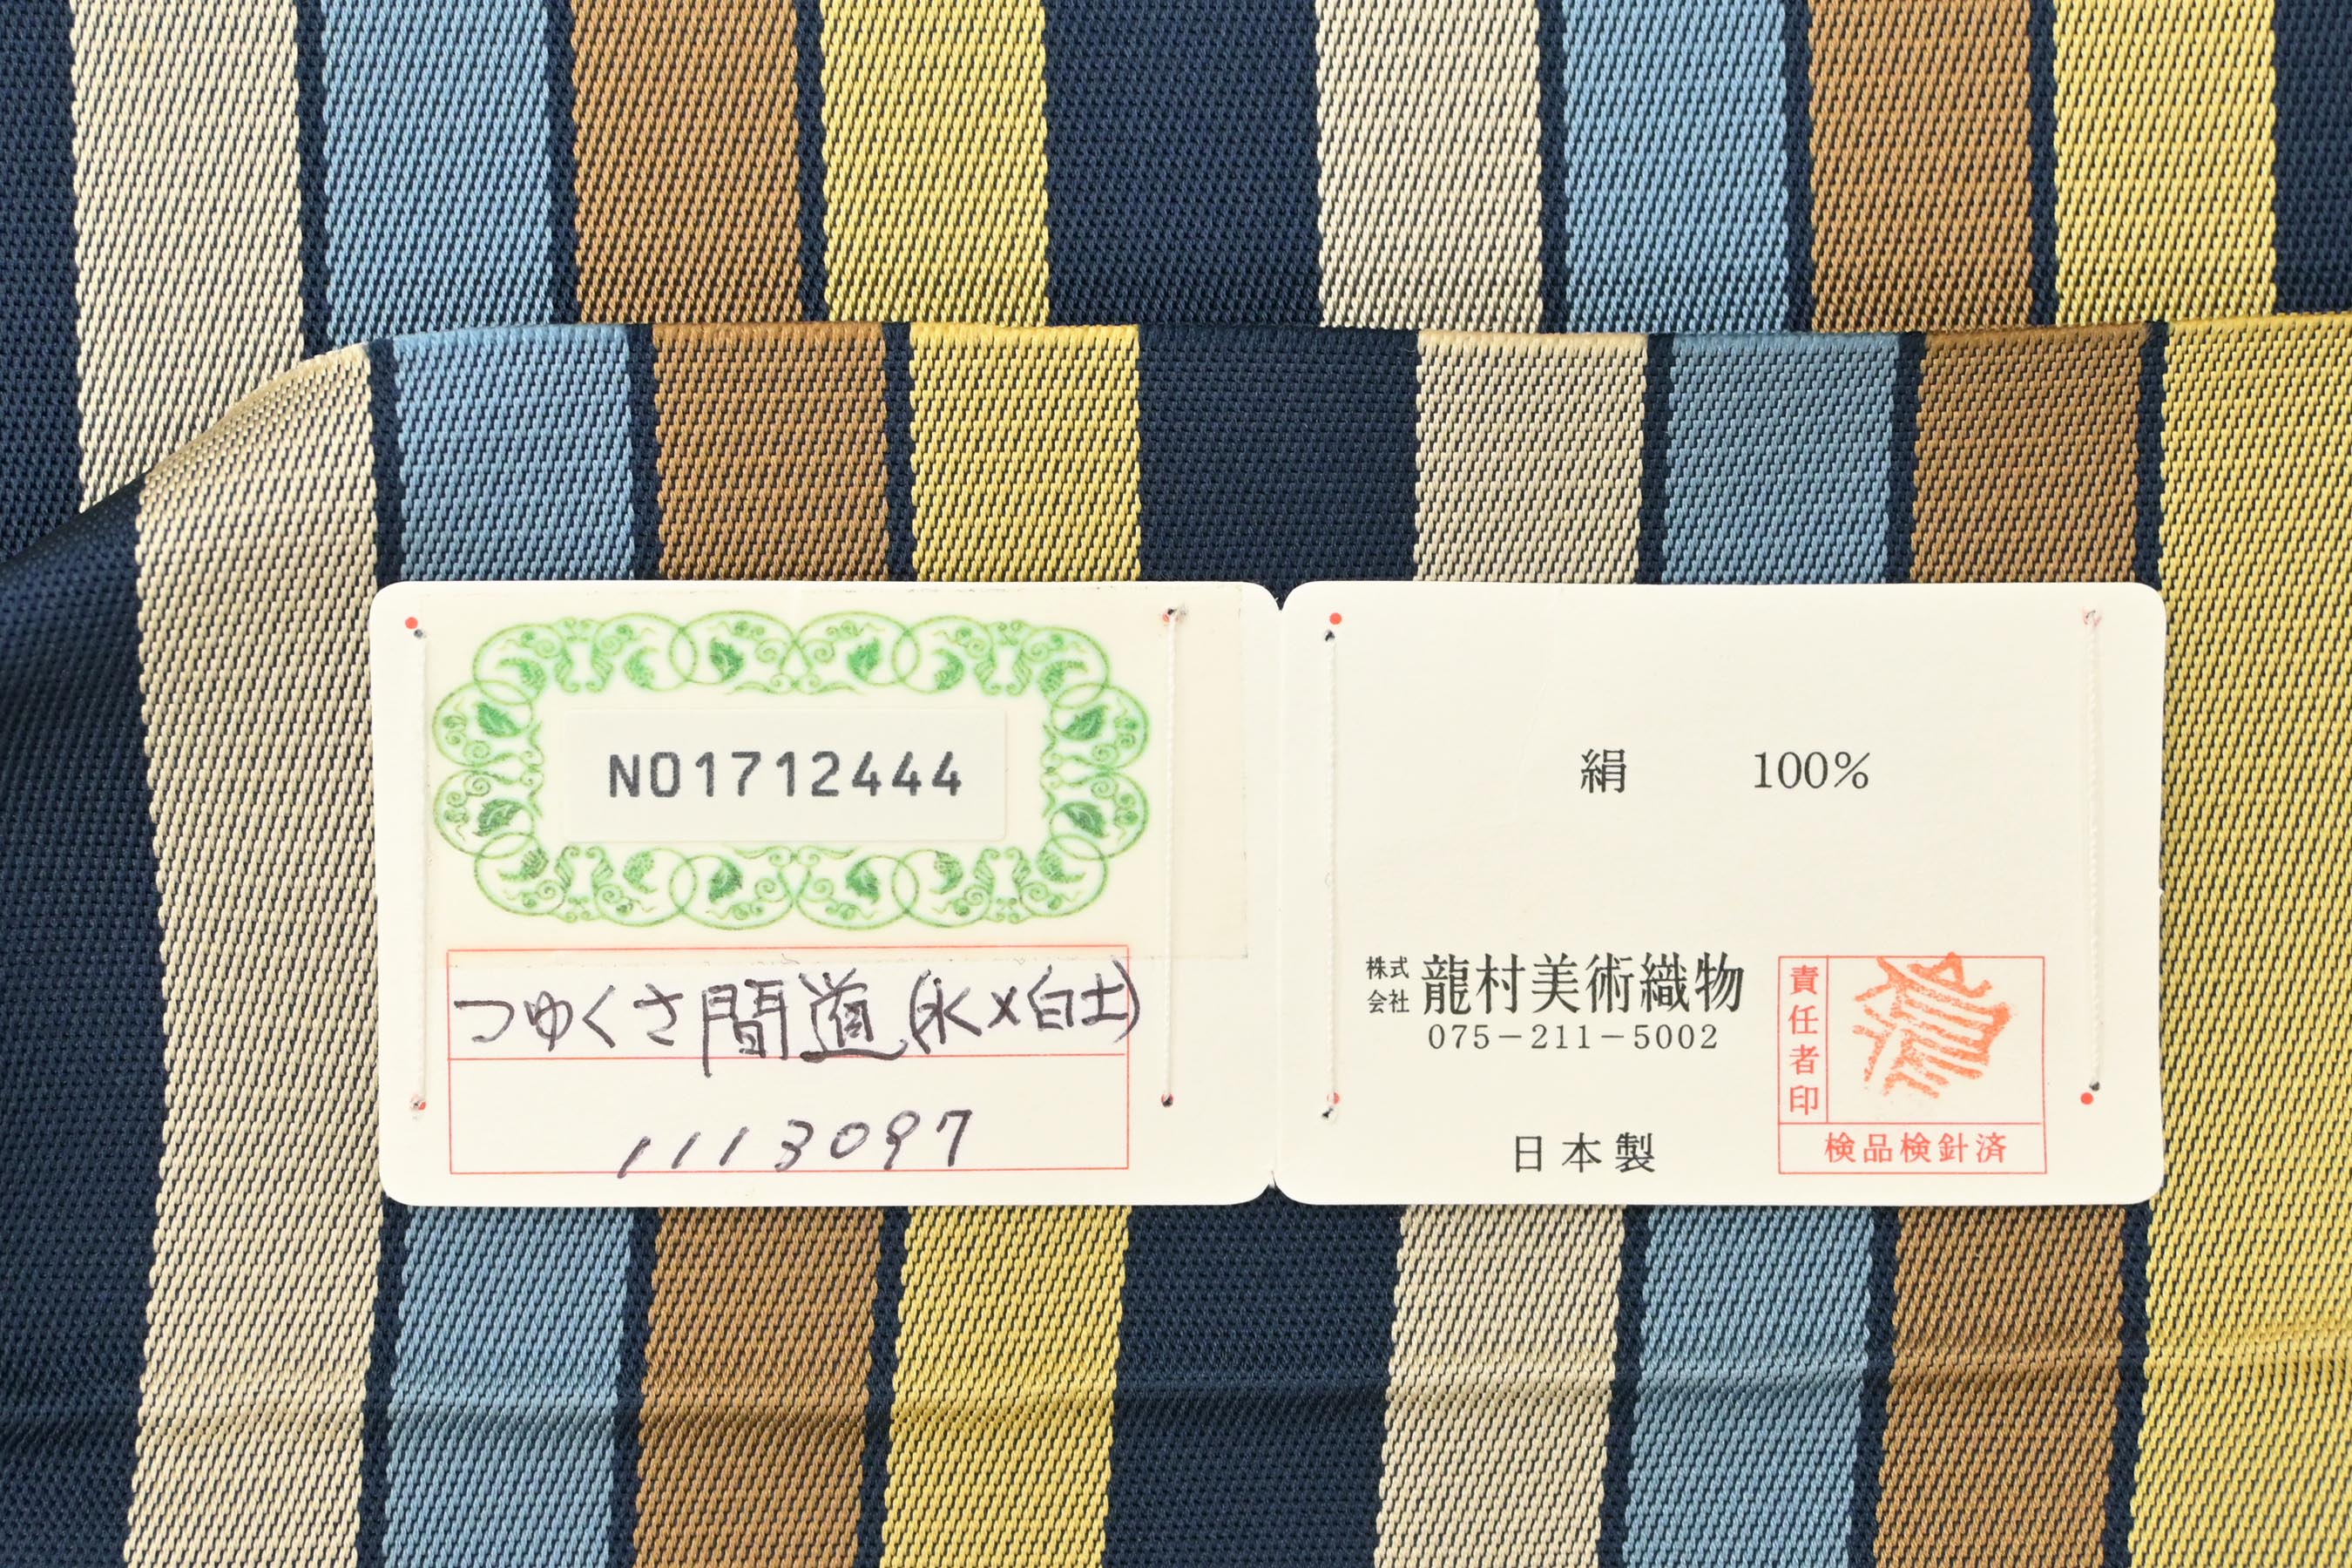 NO1712444
つゆくさ間道(水×白土)
1113097
絹 100%
株式会社 龍村美術織物
075-211-5002
日本製
責任者印
検品検針済